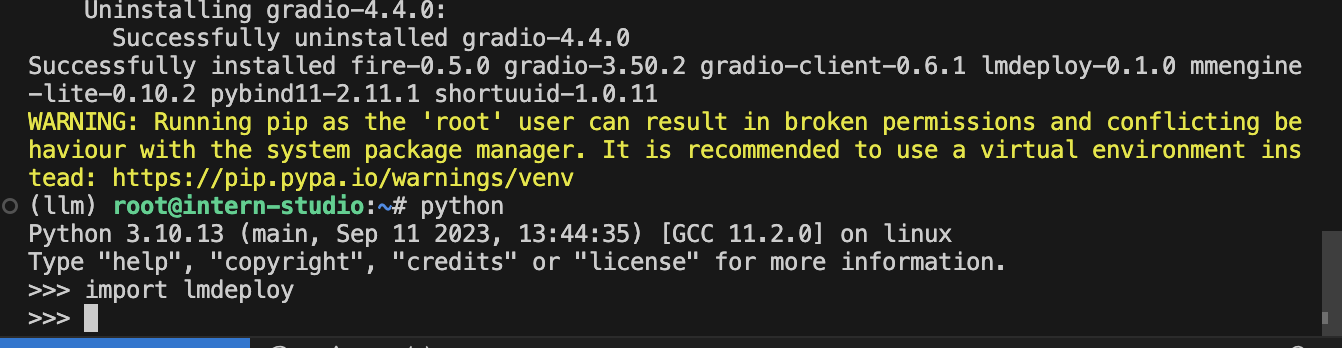 Uninstalling gradio-4.4.0:
Successfully uninstalled gradio-4.4.0
Successfully installed fire-0.5.0 gradio-3.50.2 gradio-client-0.6.1 lmdeploy-0.1.0 mmengine
-lite-0.10.2 pybind11-2.11.1 shortuuid-1.0.11
WARNING: Running pip as the 'root' user can result in broken permissions and conflicting be
haviour with the system package manager. It is recommended to use a virtual environment ins
tead: https://pip.pypa.io/warnings/venv
(llm) root@intern-studio:~# python
Python 3.10.13 (main, Sep 11 2023, 13:44:35) [GCC 11.2.0] on linux
Type "help", "copyright", "credits" or "license" for more information.
>>> import lmdeploy
>>>